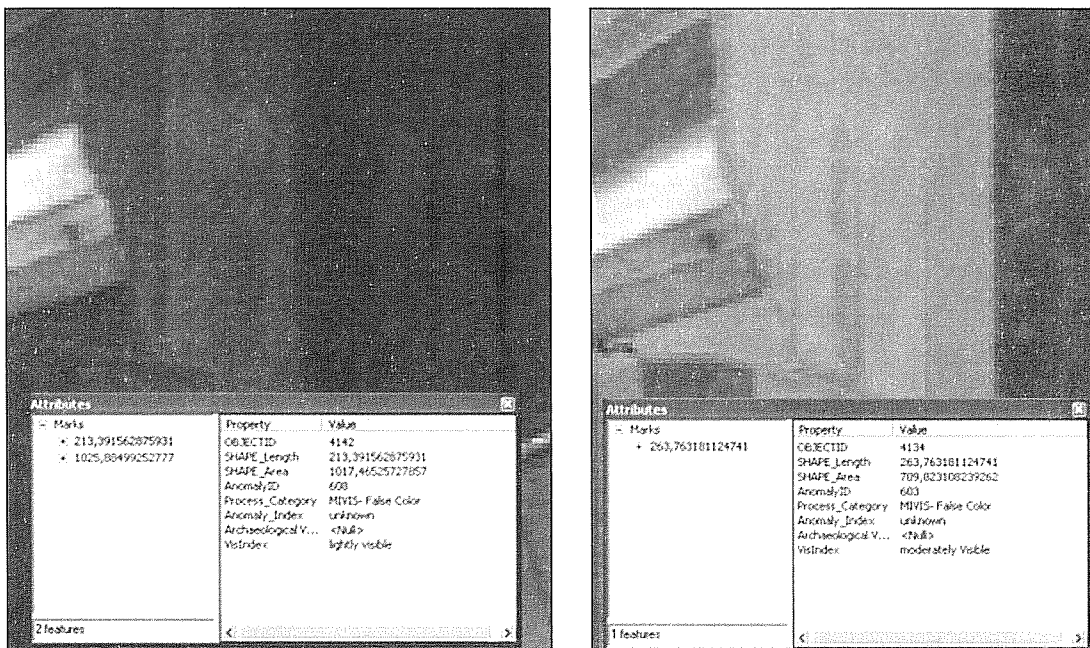 Attributes
Marks
213,391562875931
1025,88499252777
2 features
Property Value
OBJECTID 4142
SHAPE_Length 213,391562875931
SHAPE_Area 1017,46525727857
AnomalyID 608
Process_Category MIVIS- False Color
Anomaly_Index unknown
Archaeological V... <Null>
VisIndex lightly visible
Attributes
Marks
263,763181124741
1 features
Property Value
OBJECTID 4134
SHAPE_Length 263,763181124741
SHAPE_Area 709,823108239262
AnomalyID 603
Process_Category MIVIS- False Color
Anomaly_Index unknown
Archaeological V... <Null>
VisIndex moderately Visible